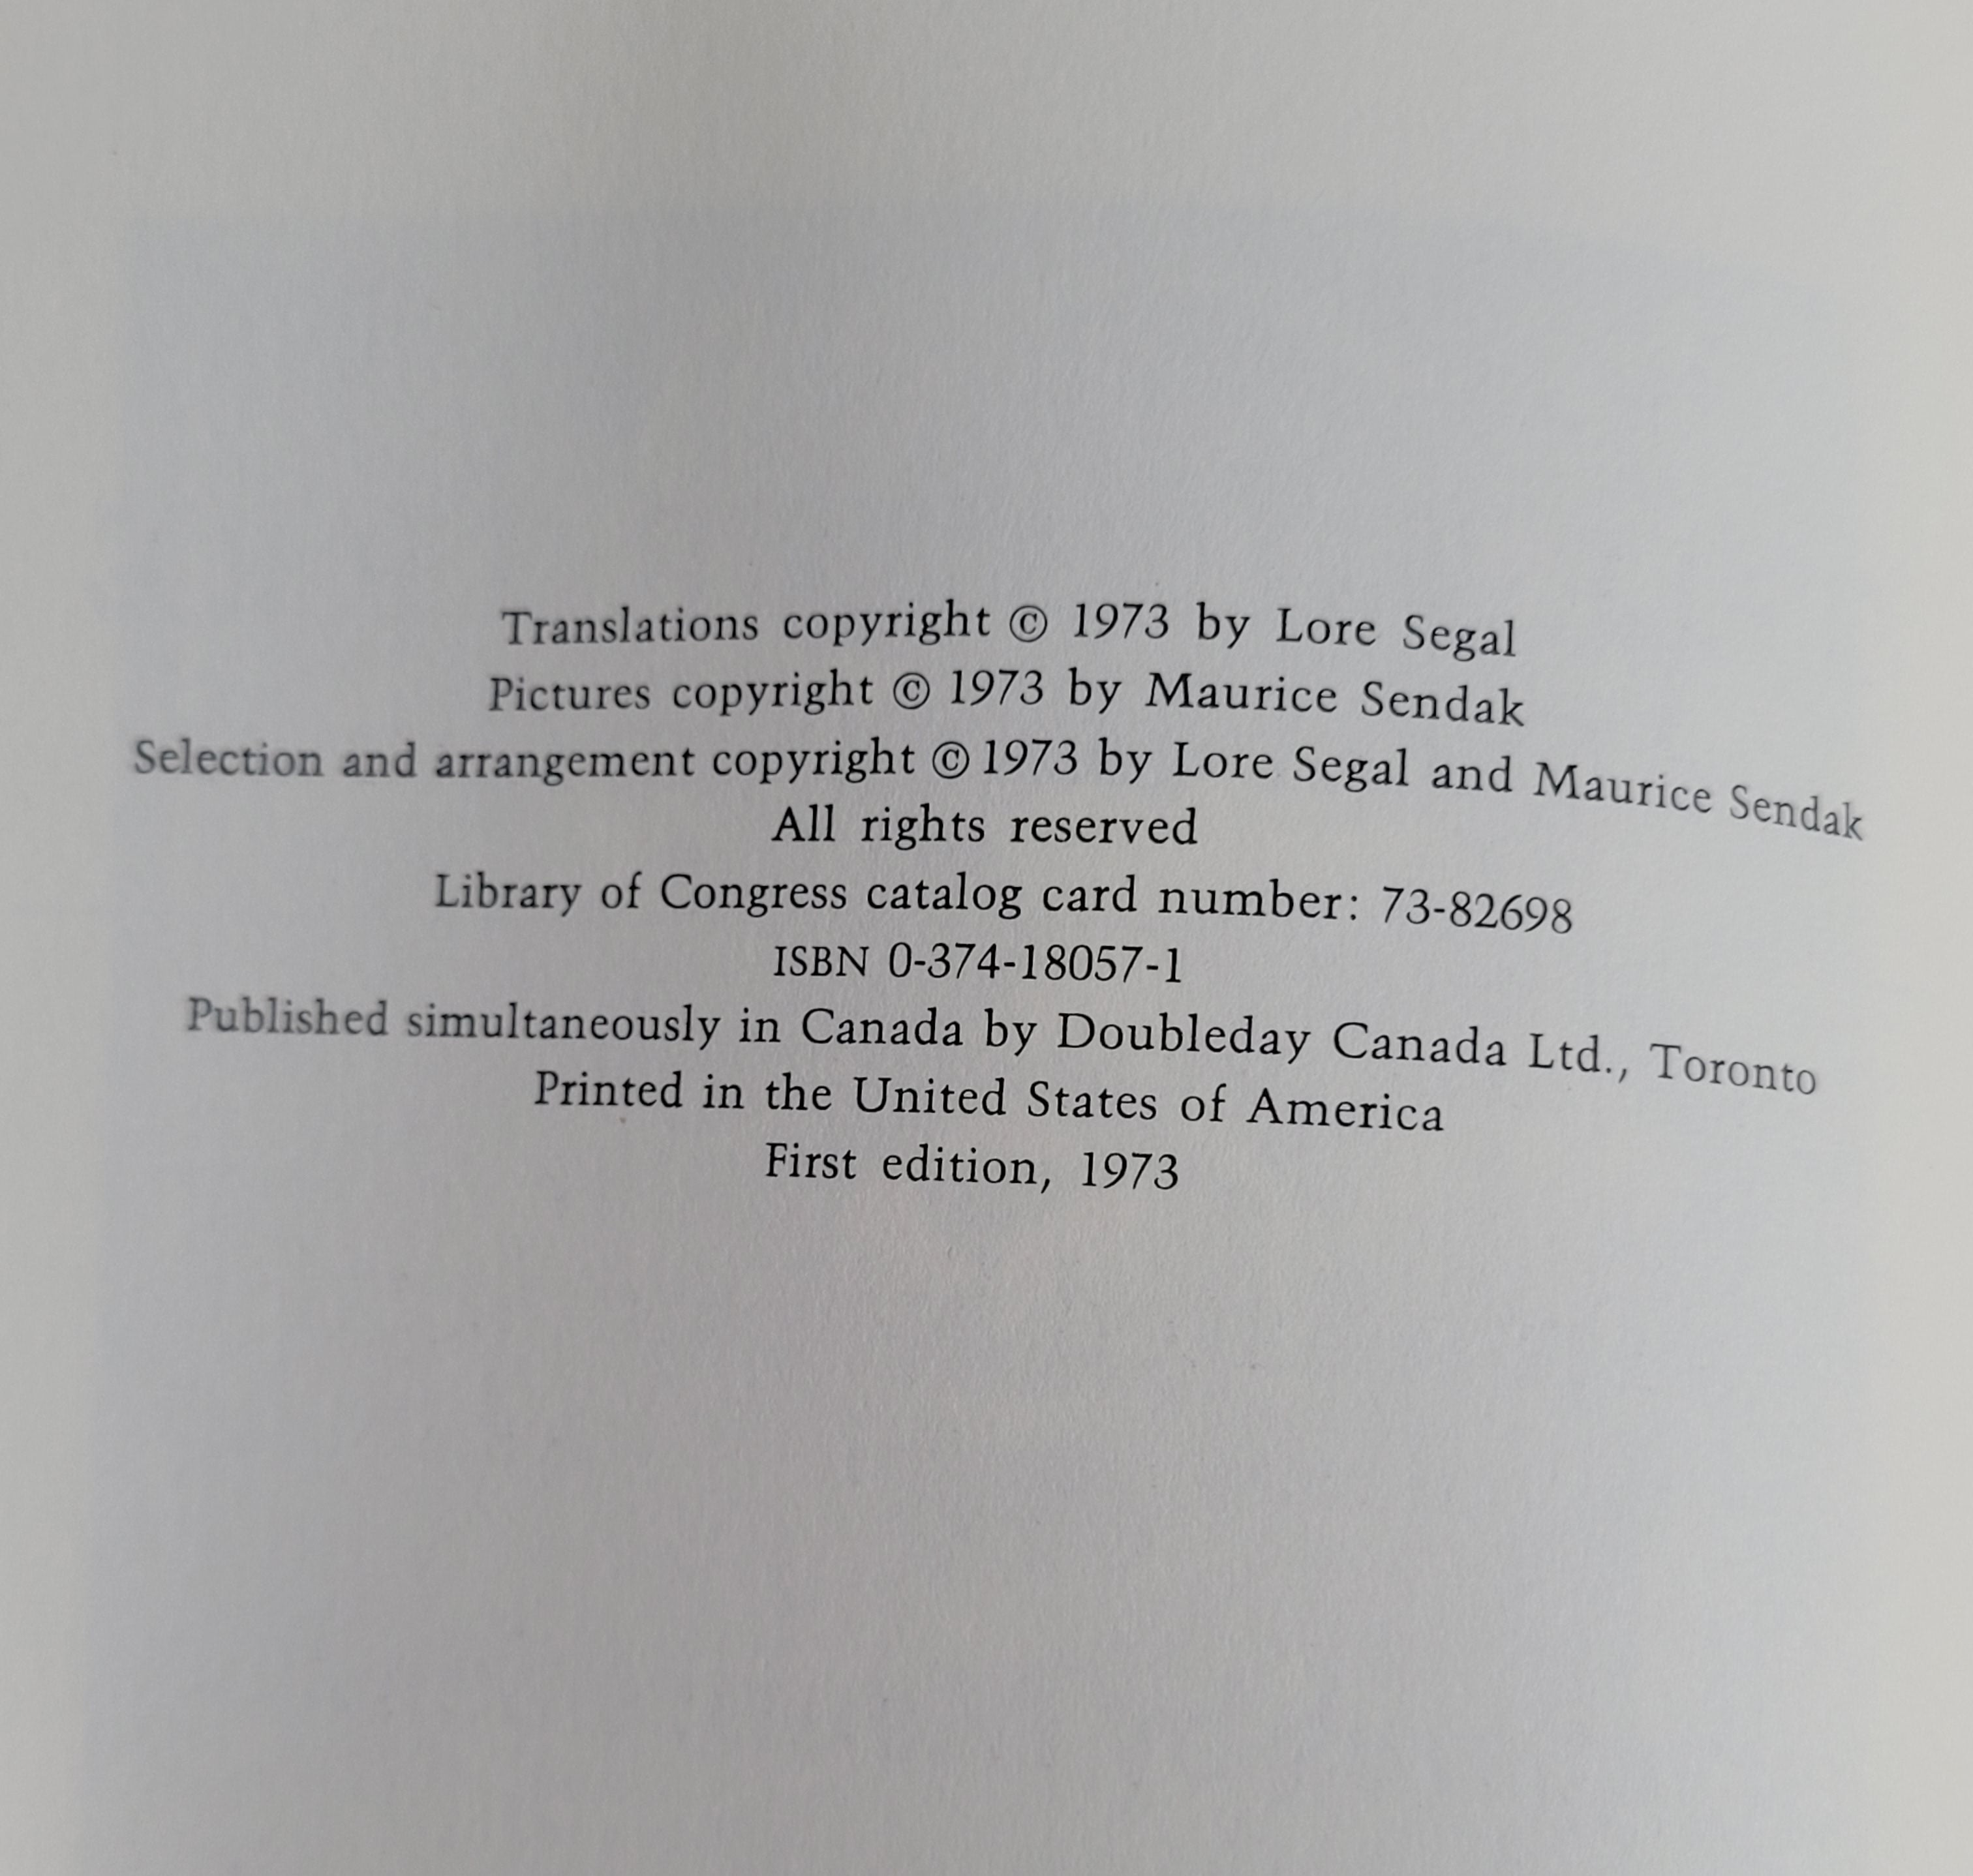 Translations copyright © 1973 by Lore Segal
Pictures copyright © 1973 by Maurice Sendak
Selection and arrangement copyright © 1973 by Lore Segal and Maurice Sendak
All rights reserved
Library of Congress catalog card number: 73-82698
ISBN 0-374-18057-1
Published simultaneously in Canada by Doubleday Canada Ltd., Toronto
Printed in the United States of America
First edition, 1973